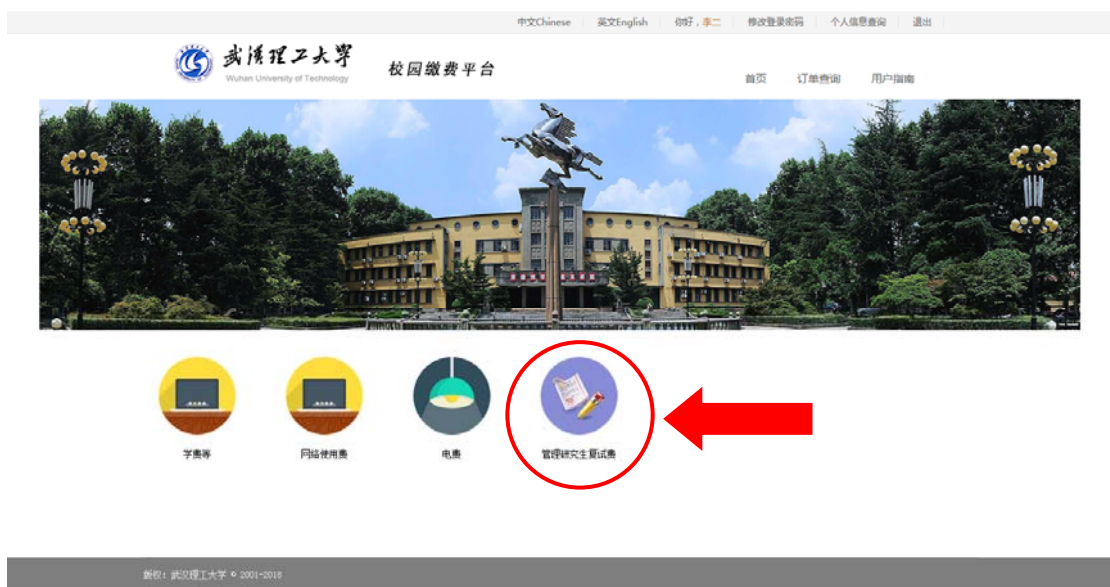 中文Chinese 英文English 你好，李二 修改登录密码 个人信息查询 退出
武汉理工大学
Wuhan University of Technology
校园缴费平台
首页 订单查询 用户指南
学费等 网络使用费 电费 管理研究生复试费
版权：武汉理工大学 © 2001-2018